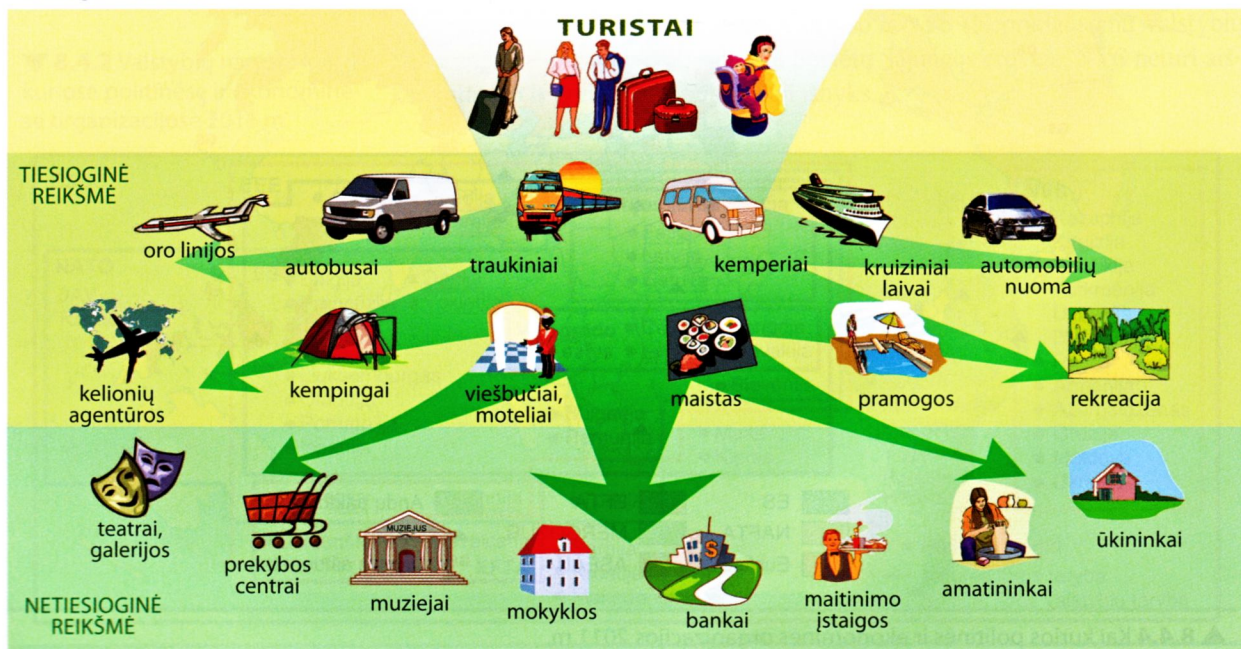 TURISTAI
TIESIOGINĖ
REIKŠMĖ
oro linijos
autobusai
traukiniai
kemperiai
kruiziniai
laivai
automobilių
nuoma
kelionių
agentūros
kempingai
viešbučiai,
moteliai
maistas
pramogos
rekreacija
teatrai,
galerijos
prekybos
centrai
MUZIEJUS
muziejai
mokyklos
S
bankai
maitinimo
įstaigos
amatininkai
ūkininkai
NETIESIOGINĖ
REIKŠMĖ